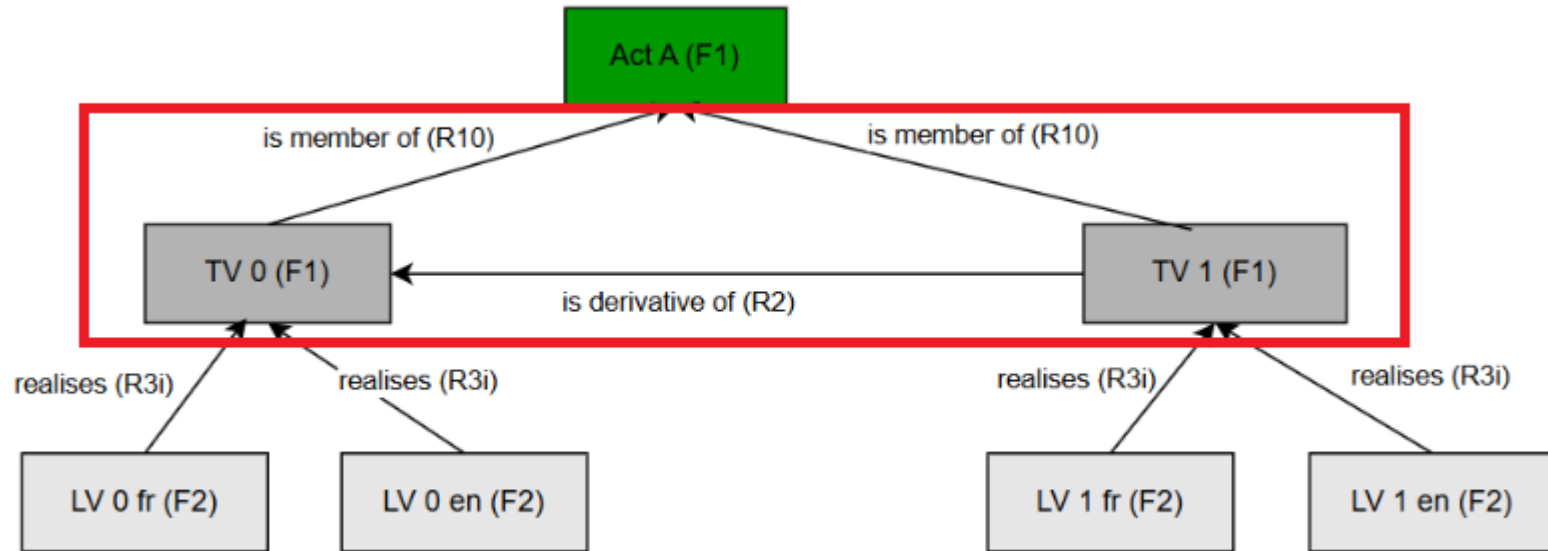 Act A (F1)
is member of (R10)
is member of (R10)
TV 0 (F1)
TV 1 (F1)
is derivative of (R2)
realises (R3i)
realises (R3i)
realises (R3i)
realises (R3i)
LV 0 fr (F2)
LV 0 en (F2)
LV 1 fr (F2)
LV 1 en (F2)